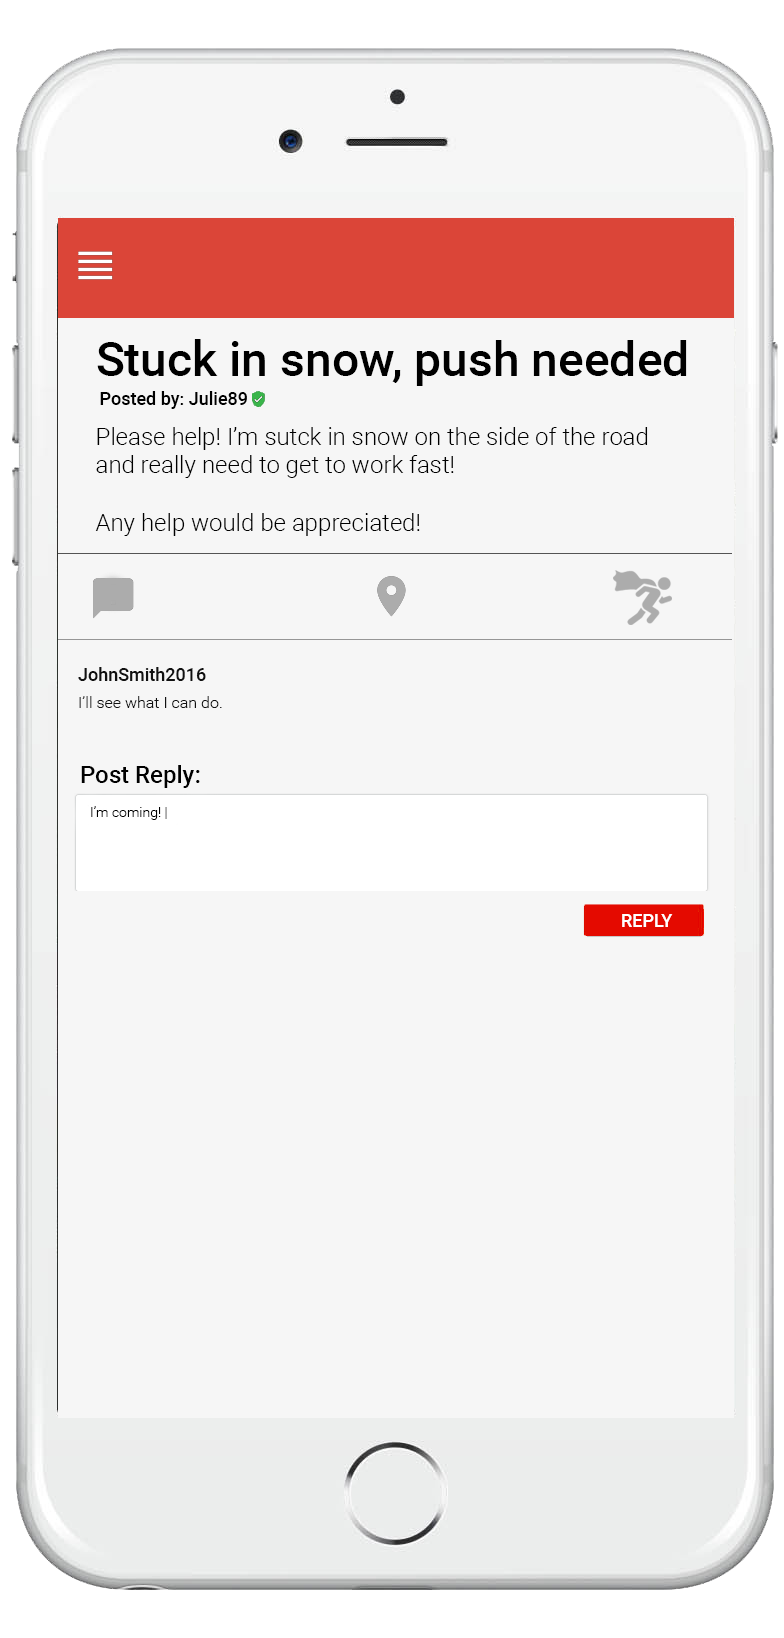 Stuck in snow, push needed
Posted by: Julie89
Please help! I’m sutck in snow on the side of the road
and really need to get to work fast!
Any help would be appreciated!
JohnSmith2016
I’ll see what I can do.
Post Reply:
I’m coming! |
REPLY